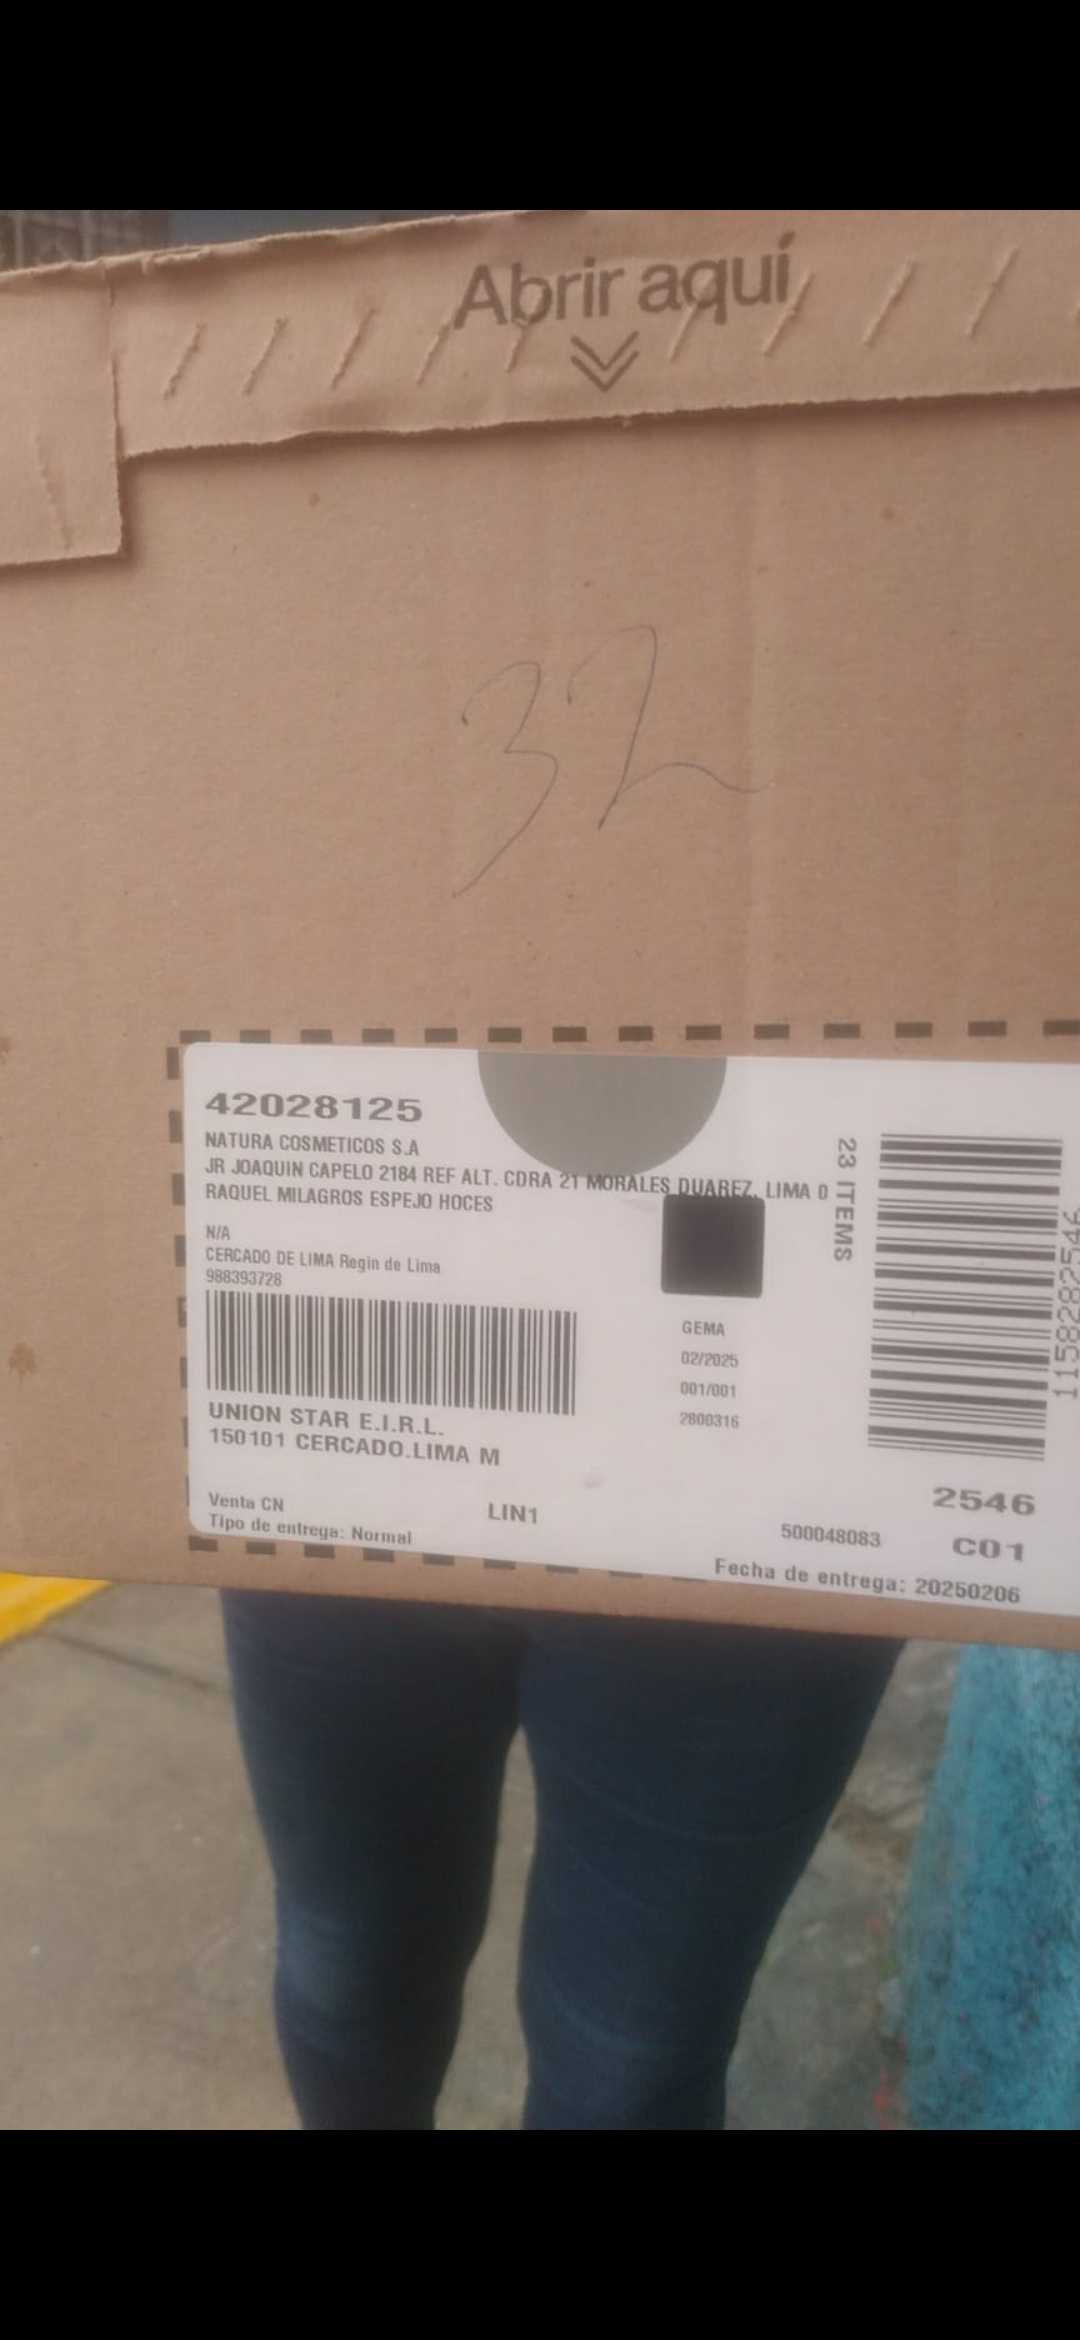 Abrir aquí
32
42028125
NATURA COSMETICOS S.A
JR JOAQUIN CAPELO 2184 REF ALT. CDRA 21 MORALES DUAREZ, LIMA 0
RAQUEL MILAGROS ESPEJO HOCES
N/A
CERCADO DE LIMA Regin de Lima
988393728
UNION STAR E.I.R.L.
150101 CERCADO.LIMA M
Venta CN
Tipo de entrega: Normal
LIN1
GEMA
02/2025
001/001
2800316
23 ITEMS
1158282546
2546
500048083
C01
Fecha de entrega: 20250206